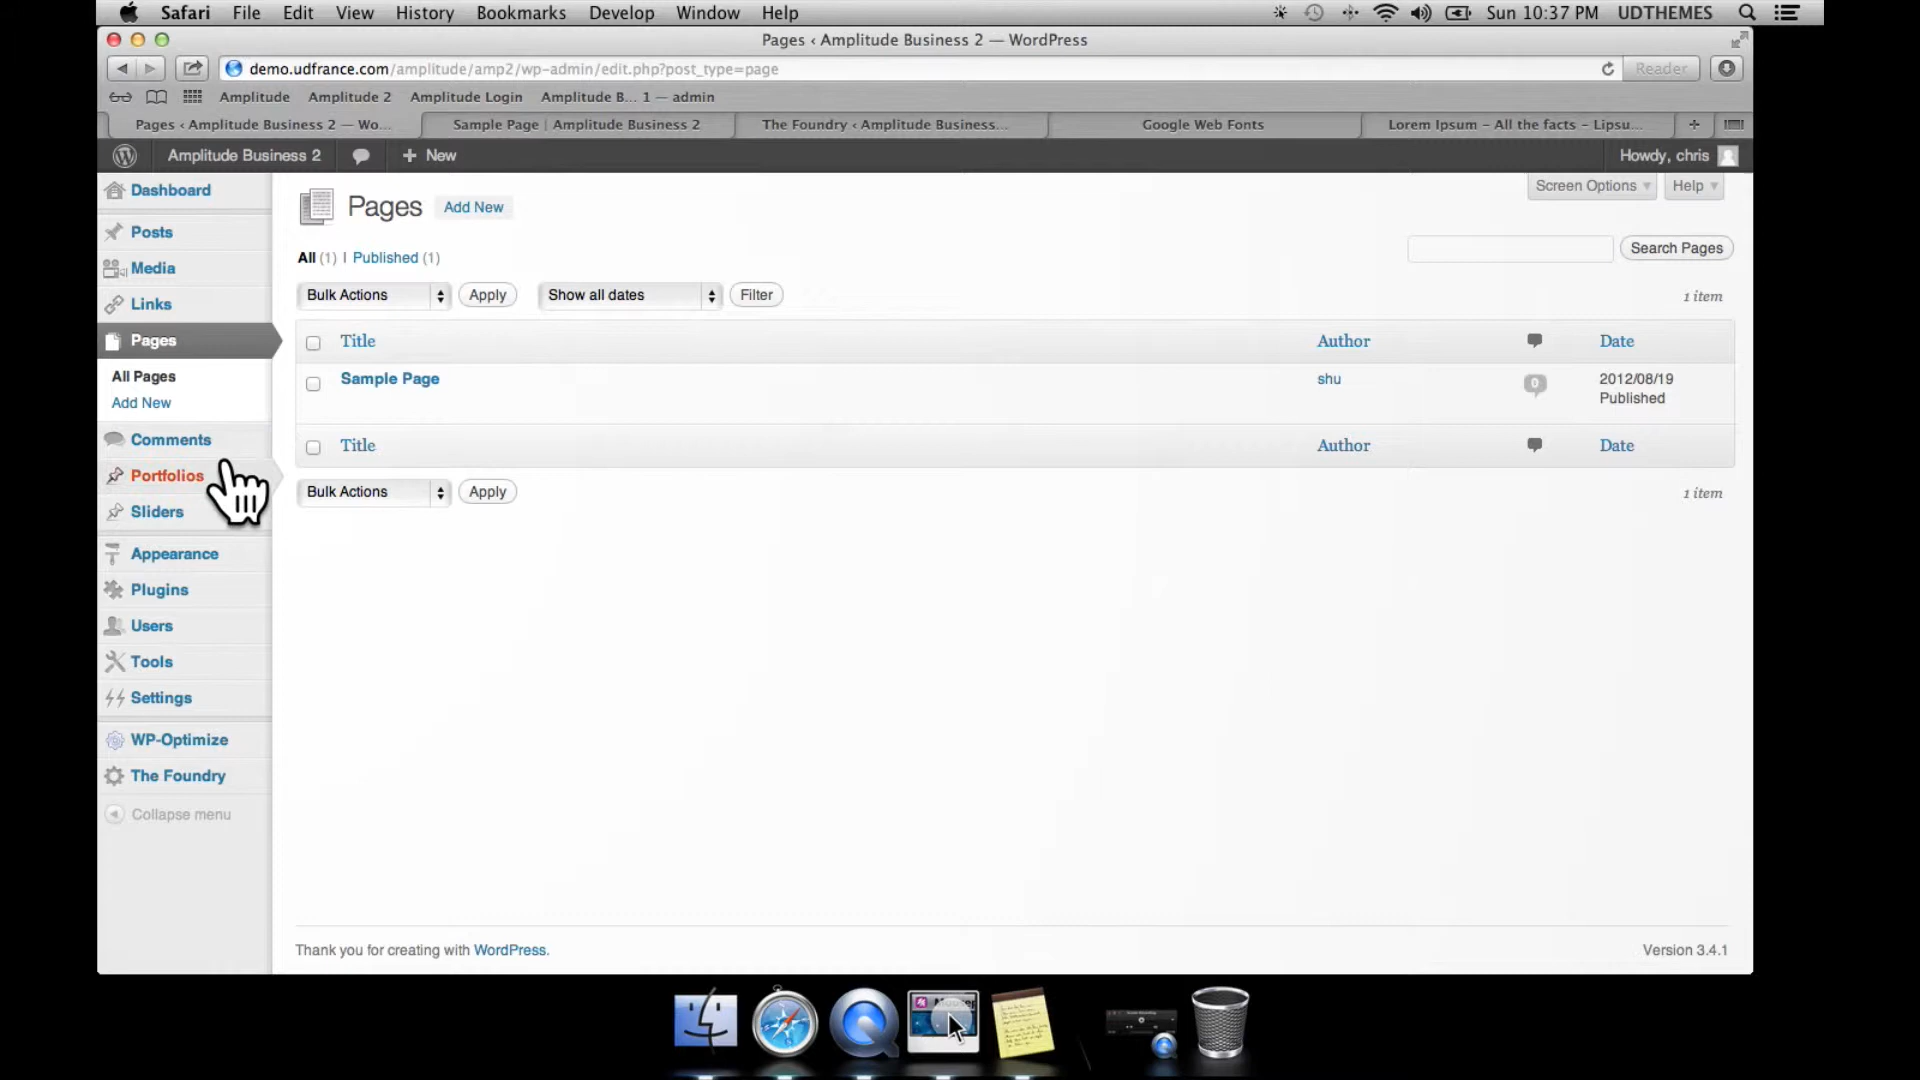 Safari File Edit View History Bookmarks Develop Window Help Sun 10:37 PM UDTHEMES
Pages ‹ Amplitude Business 2 — WordPress
demo.udfrance.com/amplitude/amp2/wp-admin/edit.php?post_type=page Reader
Amplitude Amplitude 2 Amplitude Login Amplitude B... 1 — admin
Pages ‹ Amplitude Business 2 — Wo... Sample Page | Amplitude Business 2 The Foundry ‹ Amplitude Business... Google Web Fonts Lorem Ipsum – All the facts – Lipsu...
Amplitude Business 2 + New Howdy, chris
Dashboard
Posts
Media
Links
Pages
All Pages
Add New
Comments
Portfolios
Sliders
Appearance
Plugins
Users
Tools
Settings
WP-Optimize
The Foundry
Collapse menu
Screen Options Help
Pages Add New
All (1) | Published (1)
Search Pages
Bulk Actions Apply Show all dates Filter
1 item
Title Author Date
Sample Page shu 0 2012/08/19
Published
Title Author Date
Bulk Actions Apply
1 item
Thank you for creating with WordPress. Version 3.4.1